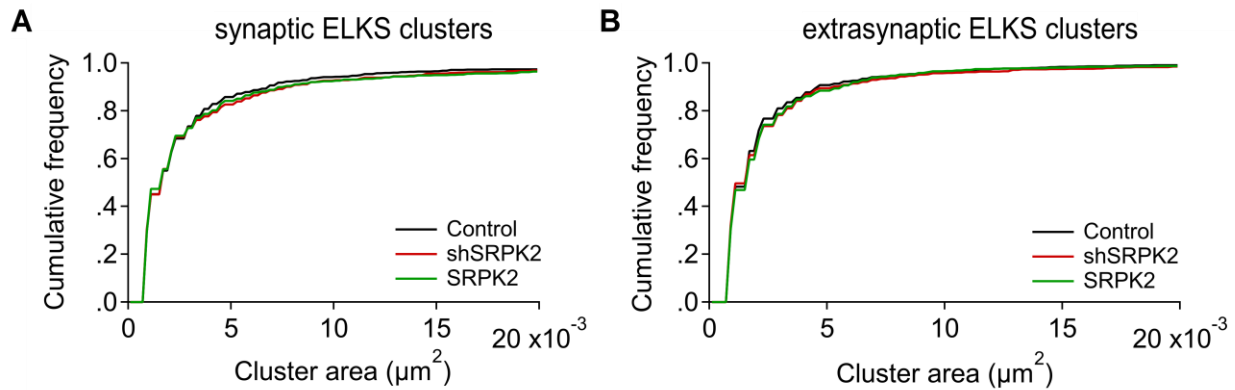 A
synaptic ELKS clusters
Cumulative frequency
1.0
.8
.6
.4
.2
.0
0
5
10
15
20 x10⁻³
Cluster area (µm²)
Control
shSRPK2
SRPK2
B
extrasynaptic ELKS clusters
Cumulative frequency
1.0
.8
.6
.4
.2
.0
0
5
10
15
20 x10⁻³
Cluster area (µm²)
Control
shSRPK2
SRPK2